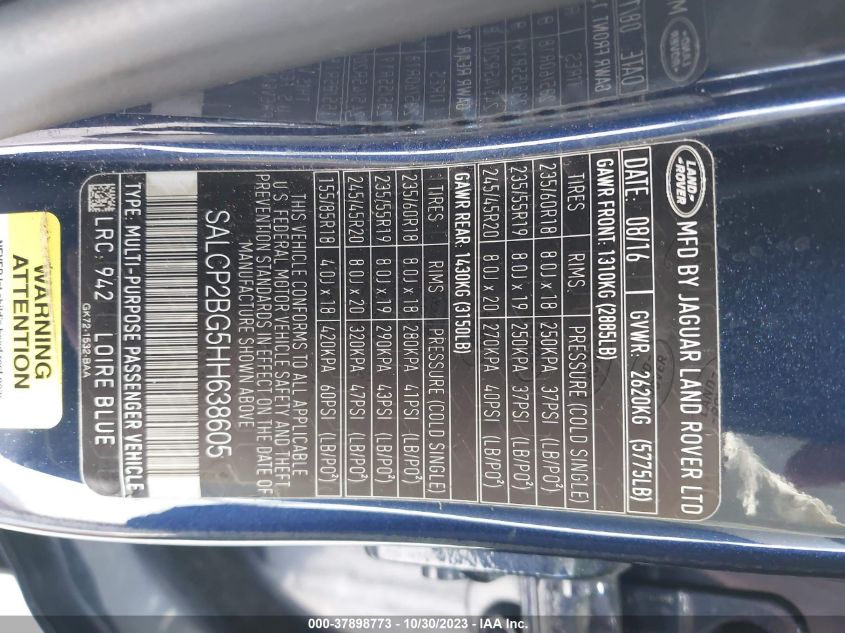 LAND ROVER
MFD BY JAGUAR LAND ROVER LTD
DATE: 08/16 GVWR: 2620KG (5775LB)
GAWR FRONT: 1310KG (2885LB)
TIRES RIMS PRESSURE (COLD SINGLE)
235/60R18 8.0J x 18 250KPA 37PSI (LB/PO²)
235/55R19 8.0J x 19 250KPA 37PSI (LB/PO²)
245/45R20 8.0J x 20 270KPA 40PSI (LB/PO²)
GAWR REAR: 1430KG (3150LB)
TIRES RIMS PRESSURE (COLD SINGLE)
235/60R18 8.0J x 18 280KPA 41PSI (LB/PO²)
235/55R19 8.0J x 19 290KPA 43PSI (LB/PO²)
245/45R20 8.0J x 20 320KPA 47PSI (LB/PO²)
155/85R18 4.0J x 18 420KPA 60PSI (LB/PO²)
THIS VEHICLE CONFORMS TO ALL APPLICABLE
U.S FEDERAL MOTOR VEHICLE SAFETY AND THEFT
PREVENTION STANDARDS IN EFFECT ON THE DATE OF
MANUFACTURE SHOWN ABOVE
SALCP2BG5HH638605
TYPE: MULTI-PURPOSE PASSENGER VEHICLE
LRC: 942 LOIRE BLUE
GK72-1532-BAA
WARNING
ATTENTION
000-37898773 - 10/30/2023 - IAA Inc.